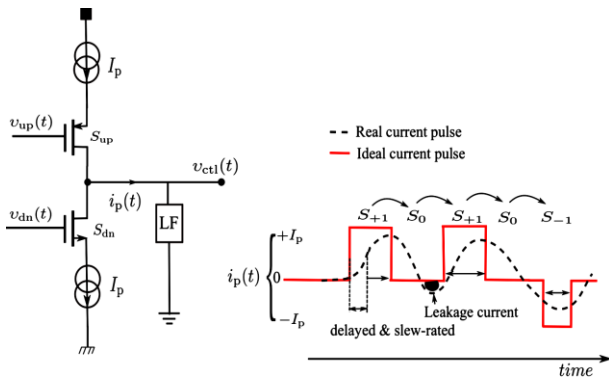 I_p
v_up(t)
S_up
v_ctl(t)
i_p(t)
v_dn(t)
S_dn
LF
I_p
Real current pulse
Ideal current pulse
S_+1 S_0 S_+1 S_0 S_−1
+I_p
i_p(t) 0
Leakage current
−I_p
delayed & slew-rated
time